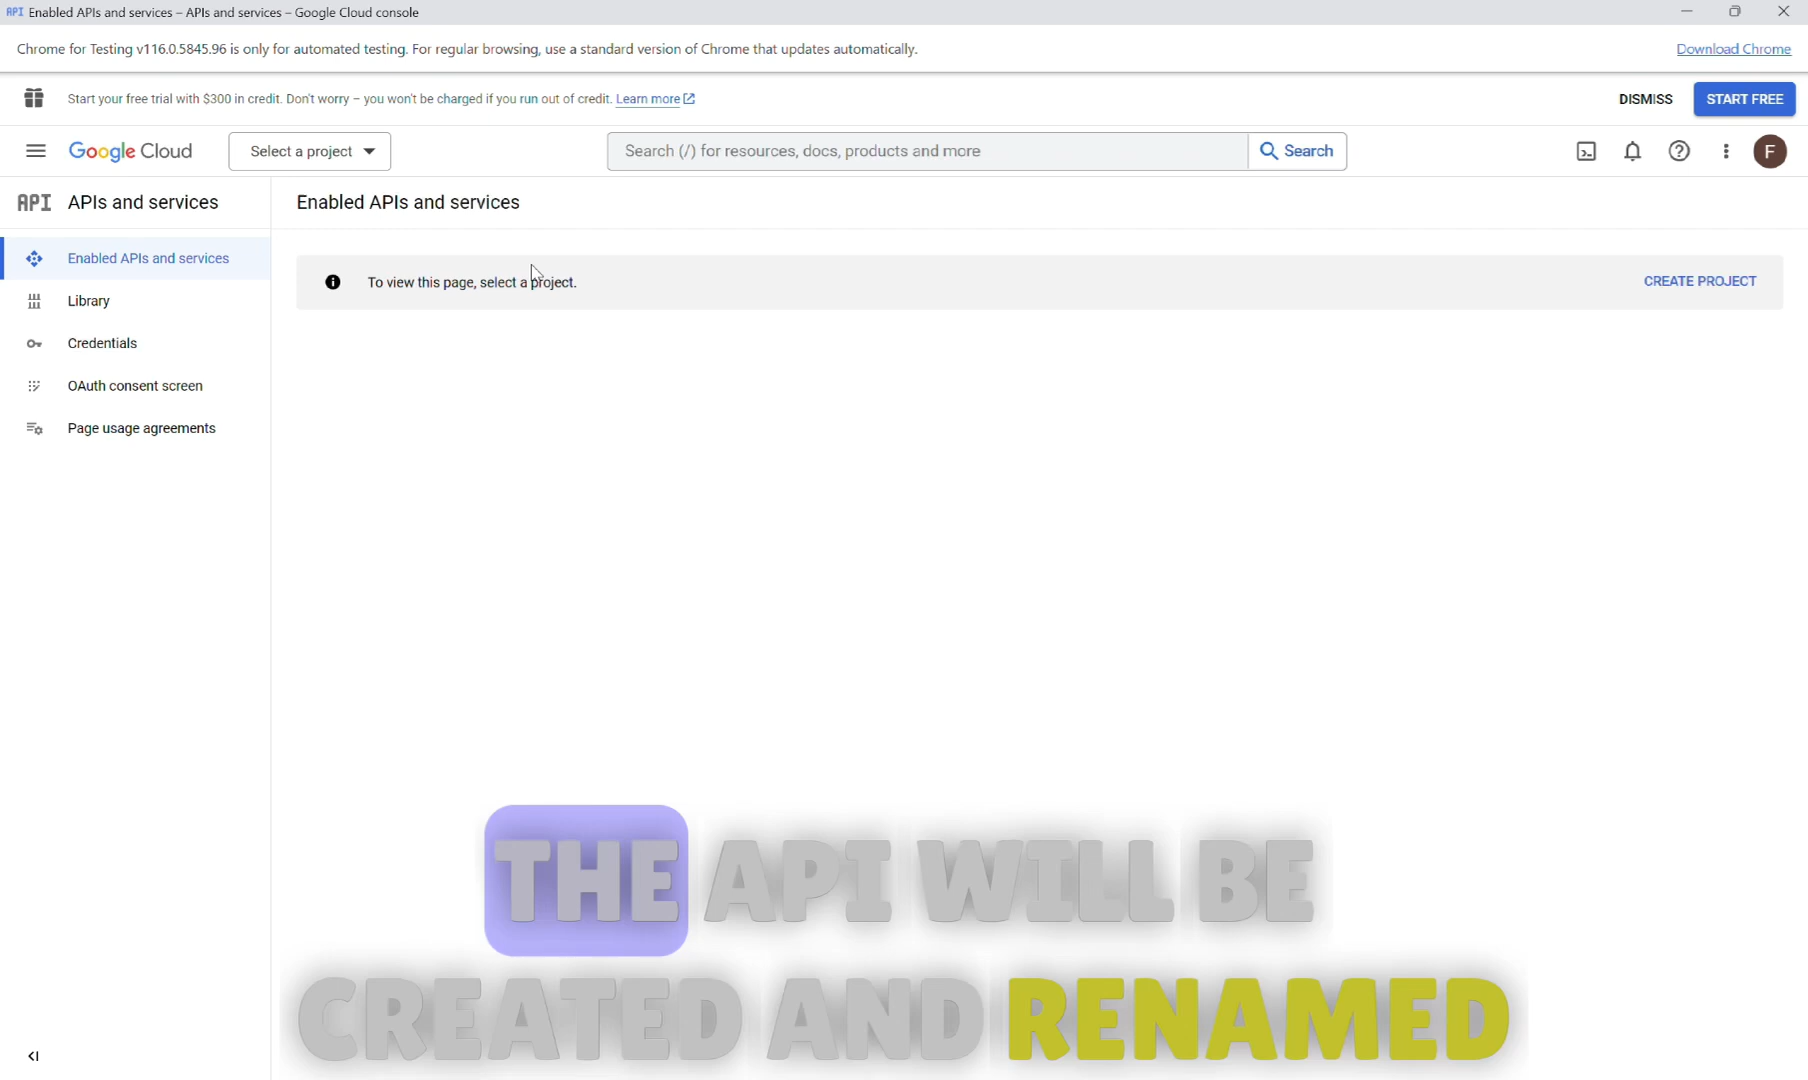 API Enabled APIs and services – APIs and services – Google Cloud console
Chrome for Testing v116.0.5845.96 is only for automated testing. For regular browsing, use a standard version of Chrome that updates automatically.
Download Chrome
Start your free trial with $300 in credit. Don't worry – you won't be charged if you run out of credit. Learn more
DISMISS
START FREE
Google Cloud
Select a project
Search (/) for resources, docs, products and more
Search
F
API APIs and services
Enabled APIs and services
Enabled APIs and services
To view this page, select a project.
CREATE PROJECT
Library
Credentials
OAuth consent screen
Page usage agreements
THE API WILL BE
CREATED AND RENAMED